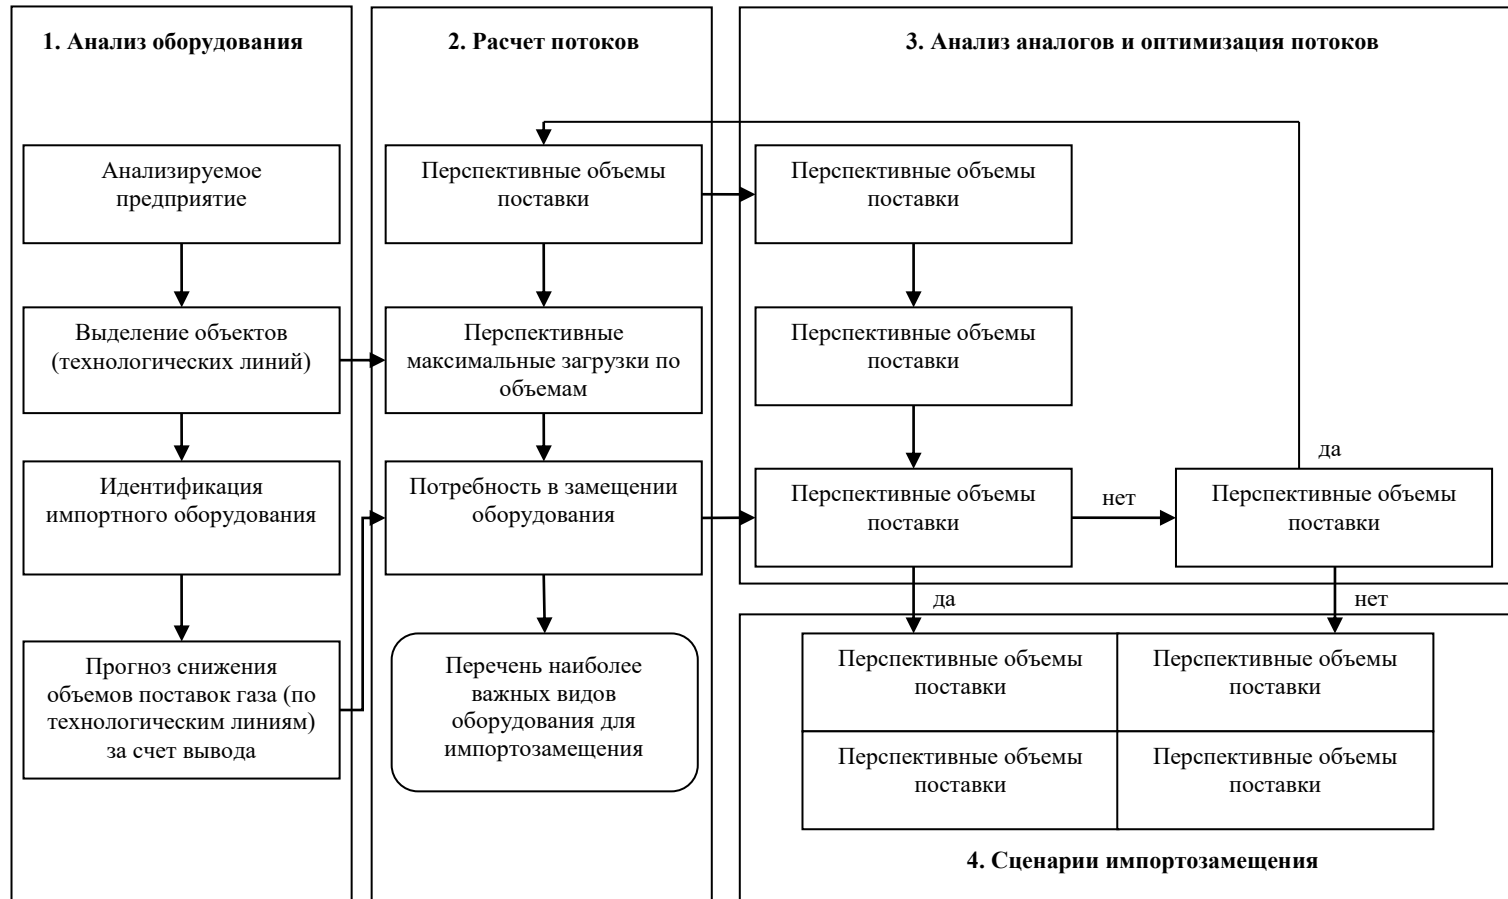 1. Анализ оборудования
Анализируемое
предприятие
Выделение объектов
(технологических линий)
Идентификация
импортного оборудования
Прогноз снижения
объемов поставок газа (по
технологическим линиям)
за счет вывода
2. Расчет потоков
Перспективные объемы
поставки
Перспективные
максимальные загрузки по
объемам
Потребность в замещении
оборудования
Перечень наиболее
важных видов
оборудования для
импортозамещения
3. Анализ аналогов и оптимизация потоков
Перспективные объемы
поставки
Перспективные объемы
поставки
Перспективные объемы
поставки
нет
да
Перспективные объемы
поставки
да
нет
Перспективные объемы
поставки
Перспективные объемы
поставки
Перспективные объемы
поставки
Перспективные объемы
поставки
4. Сценарии импортозамещения